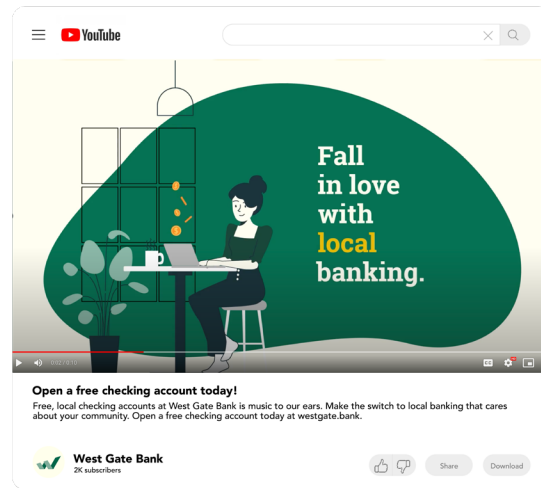 YouTube
Fall
in love
with
local
banking.
Open a free checking account today!
Free, local checking accounts at West Gate Bank is music to our ears. Make the switch to local banking that cares
about your community. Open a free checking account today at westgate.bank.
West Gate Bank
2K subscribers
Share
Download